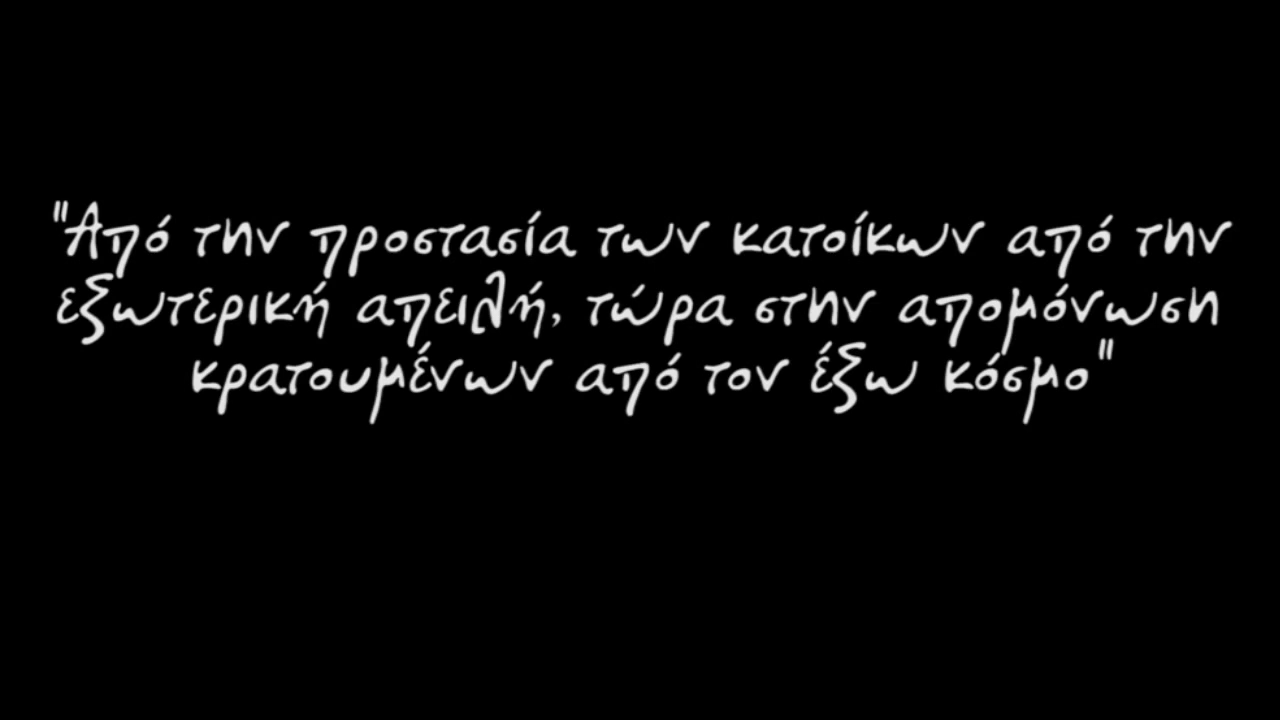 "Από την προστασία των κατοίκων από την
εξωτερική απειλή, τώρα στην απομόνωση
κρατουμένων από τον έξω κόσμο"